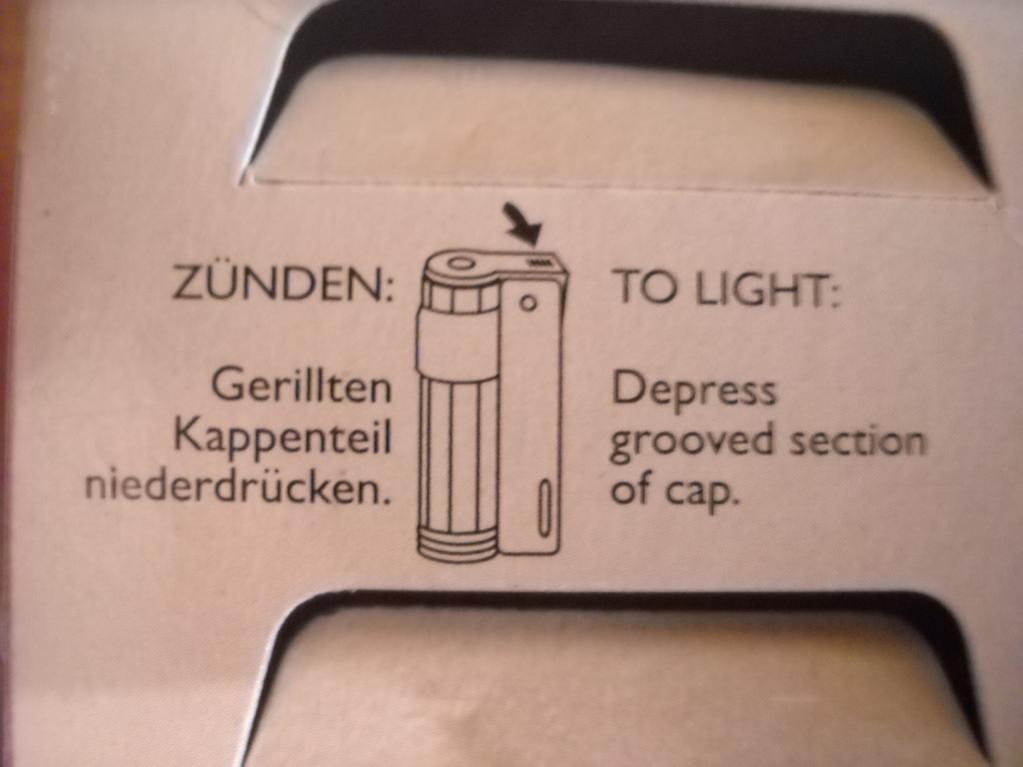 ZÜNDEN:
Gerillten
Kappenteil
niederdrücken.
TO LIGHT:
Depress
grooved section
of cap.